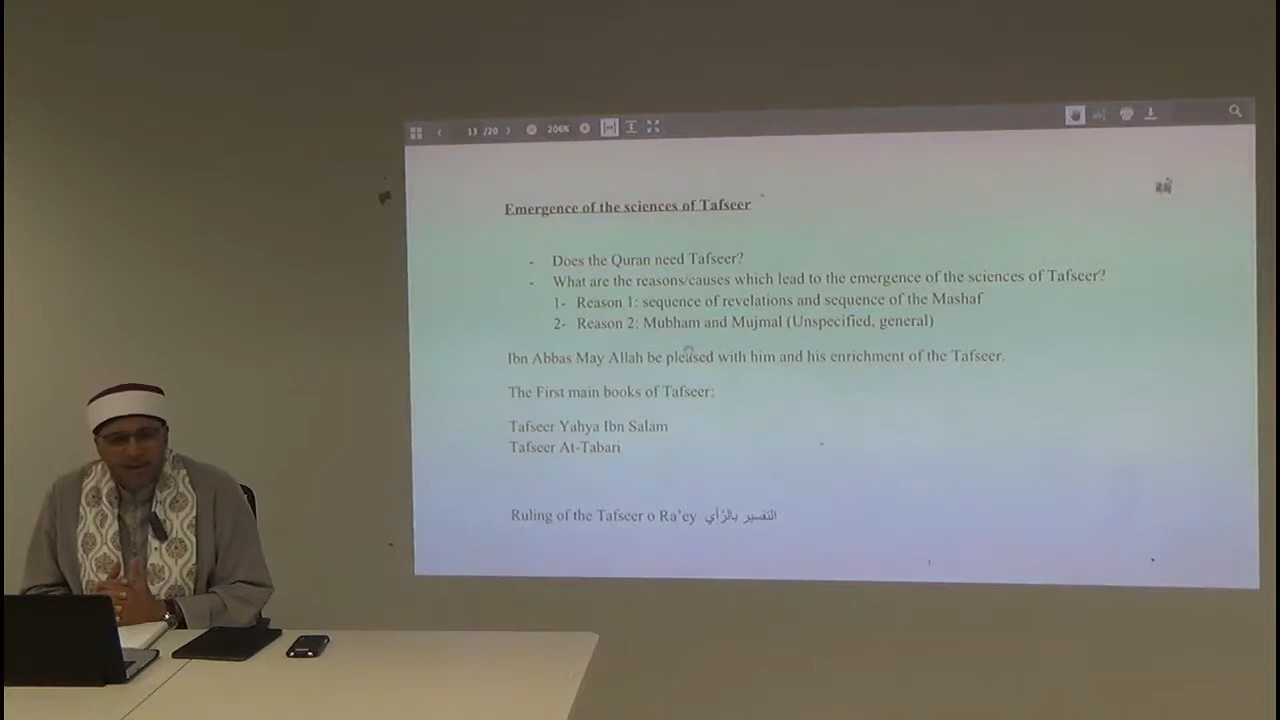 13 /20
206%
Emergence of the sciences of Tafseer
- Does the Quran need Tafseer?
- What are the reasons/causes which lead to the emergence of the sciences of Tafseer?
1- Reason 1: sequence of revelations and sequence of the Mashaf
2- Reason 2: Mubham and Mujmal (Unspecified, general)
Ibn Abbas May Allah be pleased with him and his enrichment of the Tafseer.
The First main books of Tafseer:
Tafseer Yahya Ibn Salam
Tafseer At-Tabari
Ruling of the Tafseer o Ra'ey التفسير بالرّأي